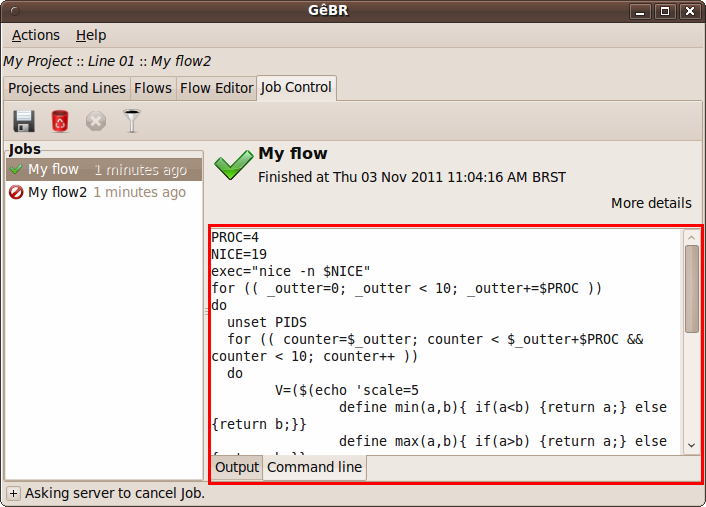 GêBR
Actions Help
My Project :: Line 01 :: My flow2
Projects and Lines Flows Flow Editor Job Control
Jobs
My flow 1 minutes ago
My flow2 1 minutes ago
My flow
Finished at Thu 03 Nov 2011 11:04:16 AM BRST
More details
PROC=4
NICE=19
exec="nice -n $NICE"
for (( _outter=0; _outter < 10; _outter+=$PROC ))
do
  unset PIDS
  for (( counter=$_outter; counter < $_outter+$PROC &&
counter < 10; counter++ ))
  do
        V=($(echo 'scale=5
                define min(a,b){ if(a<b) {return a;} else
{return b;}}
                define max(a,b){ if(a>b) {return a;} else
Output Command line
Asking server to cancel Job.